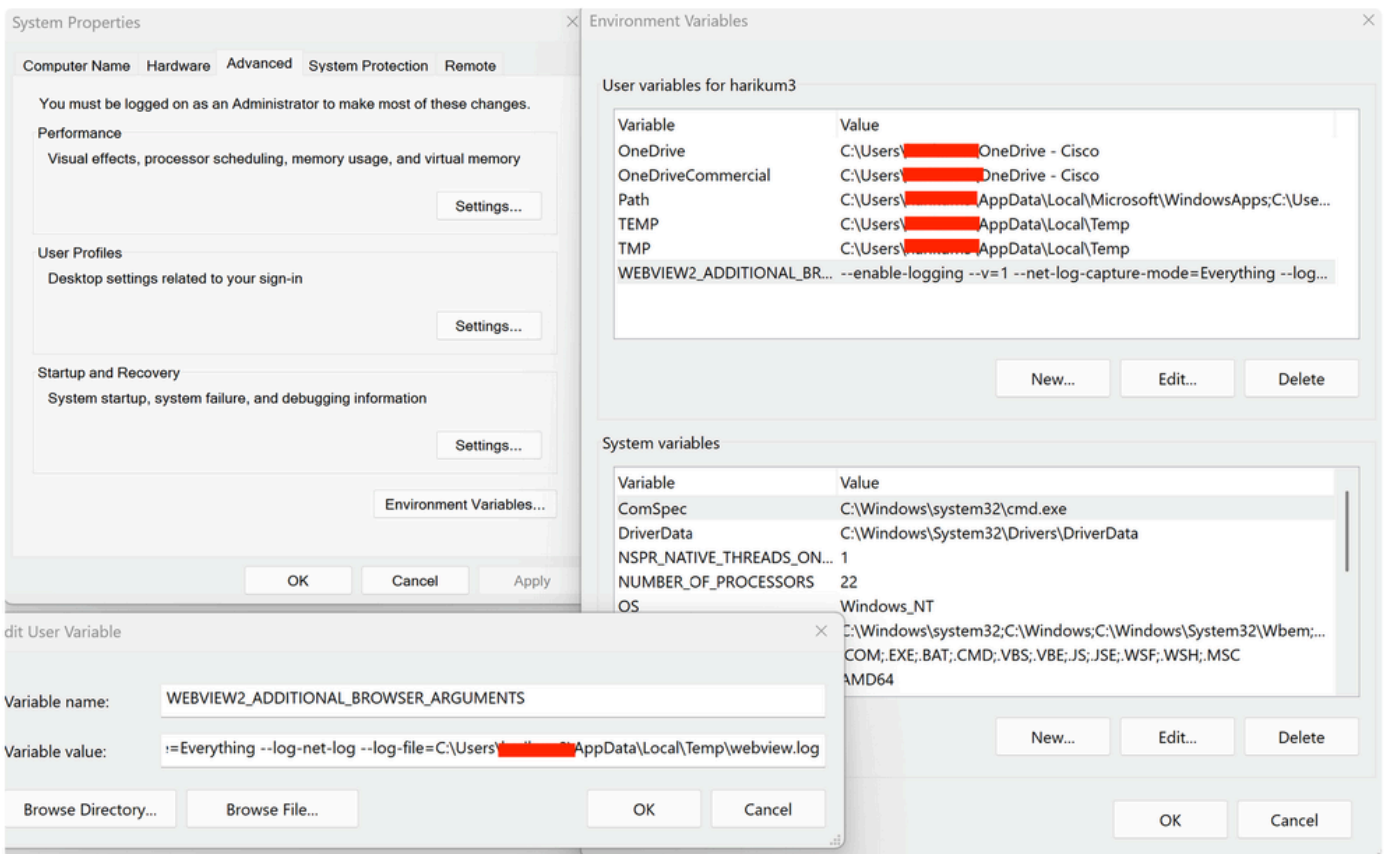 System Properties
Computer Name Hardware Advanced System Protection Remote
You must be logged on as an Administrator to make most of these changes.
Performance
Visual effects, processor scheduling, memory usage, and virtual memory
Settings...
User Profiles
Desktop settings related to your sign-in
Settings...
Startup and Recovery
System startup, system failure, and debugging information
Settings...
Environment Variables...
OK Cancel Apply
Environment Variables
User variables for harikum3
Variable Value
OneDrive C:\Users\ OneDrive - Cisco
OneDriveCommercial C:\Users\ OneDrive - Cisco
Path C:\Users\ AppData\Local\Microsoft\WindowsApps;C:\Use...
TEMP C:\Users\ AppData\Local\Temp
TMP C:\Users\ AppData\Local\Temp
WEBVIEW2_ADDITIONAL_BR... --enable-logging --v=1 --net-log-capture-mode=Everything --log...
New... Edit... Delete
System variables
Variable Value
ComSpec C:\Windows\system32\cmd.exe
DriverData C:\Windows\System32\Drivers\DriverData
NSPR_NATIVE_THREADS_ON... 1
NUMBER_OF_PROCESSORS 22
OS Windows_NT
C:\Windows\system32;C:\Windows;C:\Windows\System32\Wbem;...
.COM;.EXE;.BAT;.CMD;.VBS;.VBE;.JS;.JSE;.WSF;.WSH;.MSC
AMD64
New... Edit... Delete
OK Cancel
dit User Variable
Variable name: WEBVIEW2_ADDITIONAL_BROWSER_ARGUMENTS
Variable value: =Everything --log-net-log --log-file=C:\Users\ AppData\Local\Temp\webview.log
Browse Directory... Browse File... OK Cancel